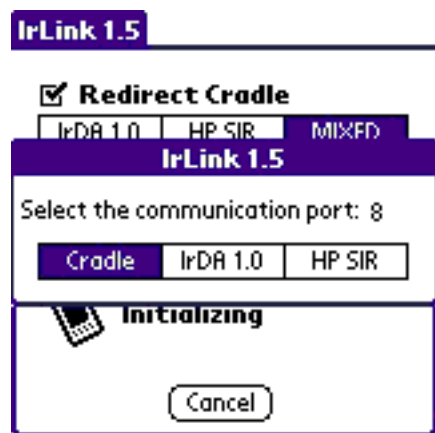 IrLink 1.5
Redirect Cradle
IrDA 1.0 HP SIR MIXED
IrLink 1.5
Select the communication port: 8
Cradle IrDA 1.0 HP SIR
Initializing
Cancel